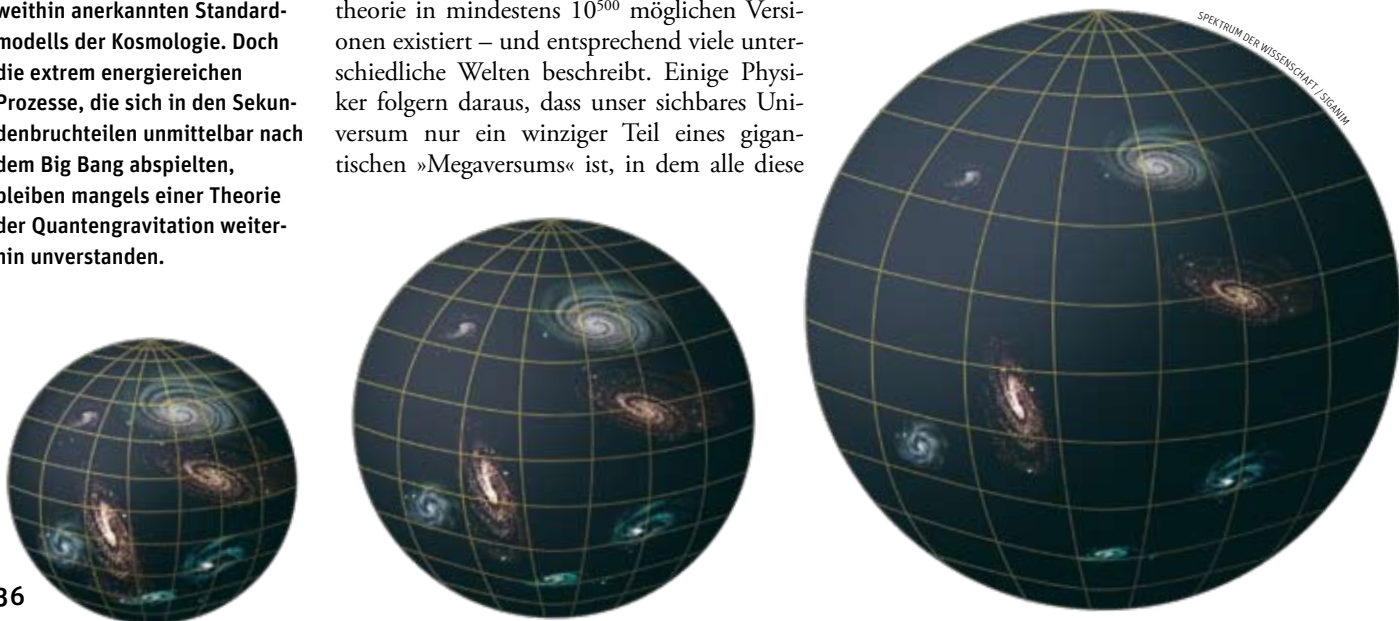 weithin anerkannten Standard-
modells der Kosmologie. Doch
die extrem energiereichen
Prozesse, die sich in den Sekun-
denbruchteilen unmittelbar nach
dem Big Bang abspielten,
bleiben mangels einer Theorie
der Quantengravitation weiter-
hin unverstanden.
theorie in mindestens 10⁵⁰⁰ möglichen Versi-
onen existiert – und entsprechend viele unter-
schiedliche Welten beschreibt. Einige Physi-
ker folgern daraus, dass unser sichbares Uni-
versum nur ein winziger Teil eines gigan-
tischen »Megaversums« ist, in dem alle diese
SPEKTRUM DER WISSENSCHAFT / SIGANIM
36